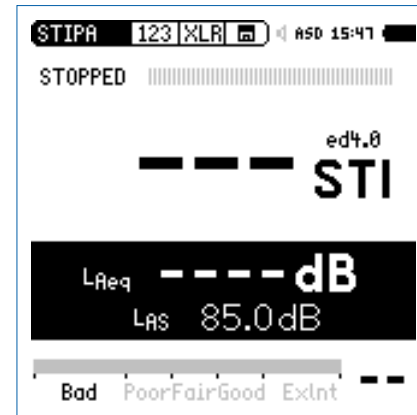 STIPA 123 XLR ASD 15:47
STOPPED
ed4.0
--- STI
LAeq ----dB
LAS 85.0dB
Bad Poor Fair Good Exlnt --